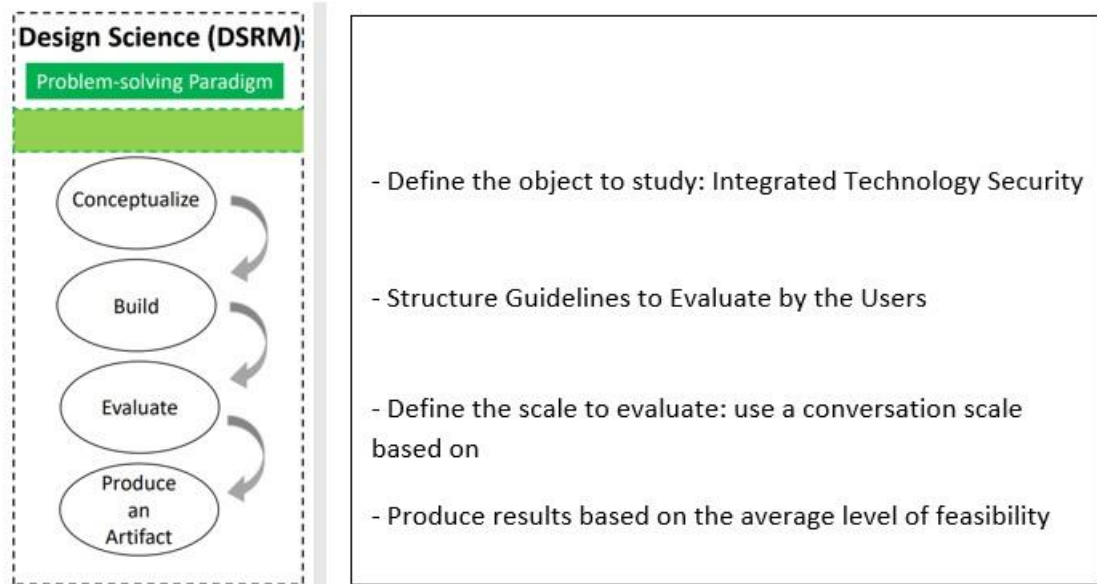 Design Science (DSRM)
Problem-solving Paradigm
Conceptualize
Build
Evaluate
Produce
an
Artifact
- Define the object to study: Integrated Technology Security
- Structure Guidelines to Evaluate by the Users
- Define the scale to evaluate: use a conversation scale
based on
- Produce results based on the average level of feasibility